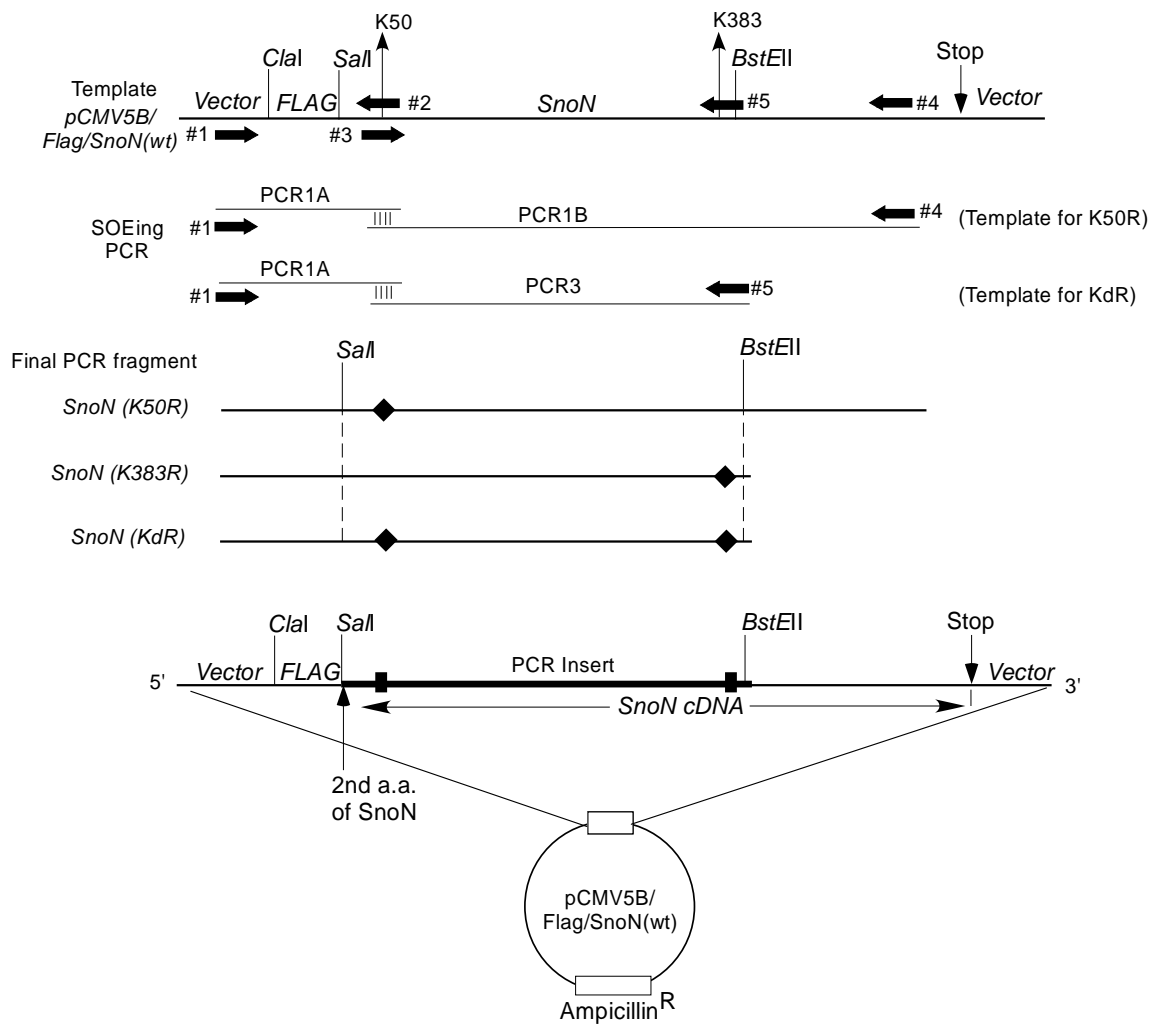 K50
K383
ClaI
SalI
BstEII
Stop
Template
pCMV5B/
Flag/SnoN(wt)
Vector
FLAG
#2
SnoN
#5
#4
Vector
#1
#3
SOEing
PCR
PCR1A
#1
PCR1B
#4
(Template for K50R)
PCR1A
#1
PCR3
#5
(Template for KdR)
Final PCR fragment
SalI
BstEII
SnoN (K50R)
SnoN (K383R)
SnoN (KdR)
ClaI
SalI
BstEII
Stop
5'
Vector
FLAG
PCR Insert
Vector
3'
SnoN cDNA
2nd a.a.
of SnoN
pCMV5B/
Flag/SnoN(wt)
Ampicillin R